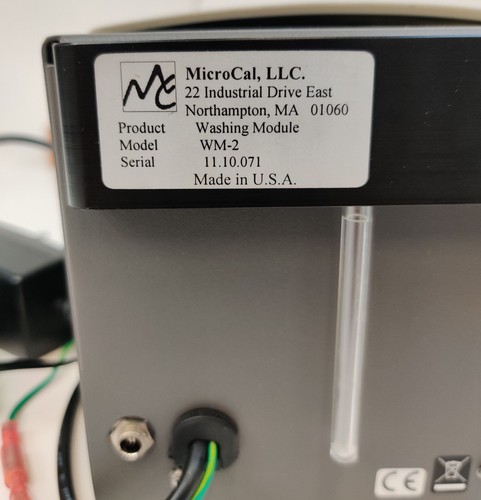 MC
MicroCal, LLC.
22 Industrial Drive East
Northampton, MA 01060
Product Washing Module
Model WM-2
Serial 11.10.071
Made in U.S.A.
CE